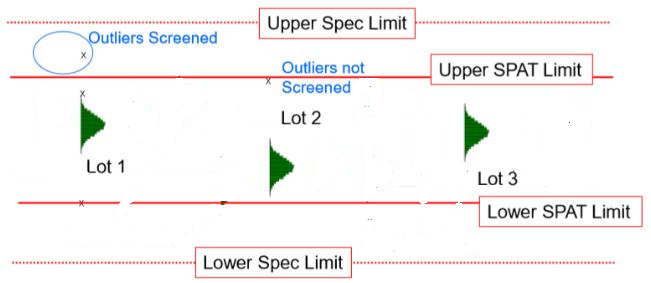 Upper Spec Limit
Outliers Screened
x
Upper SPAT Limit
Outliers not
Screened
x
x
Lot 2
Lot 1
Lot 3
x
Lower SPAT Limit
Lower Spec Limit